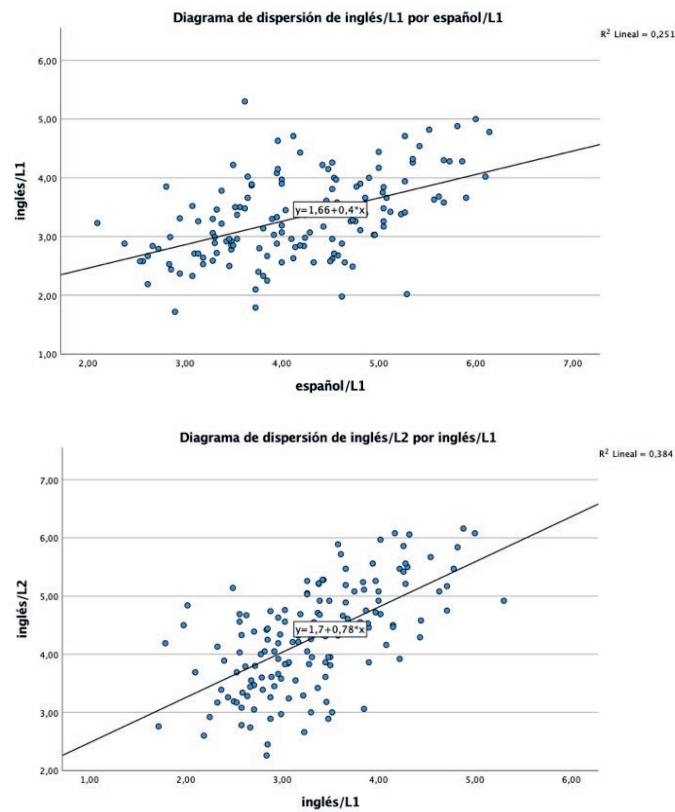 Diagrama de dispersión de inglés/L1 por español/L1
R² Lineal = 0,251
6,00
5,00
4,00
3,00
2,00
1,00
inglés/L1
y=1,66+0,4*x
2,00 3,00 4,00 5,00 6,00 7,00
español/L1
Diagrama de dispersión de inglés/L2 por inglés/L1
R² Lineal = 0,384
7,00
6,00
5,00
4,00
3,00
2,00
inglés/L2
y=1,7+0,78*x
1,00 2,00 3,00 4,00 5,00 6,00
inglés/L1